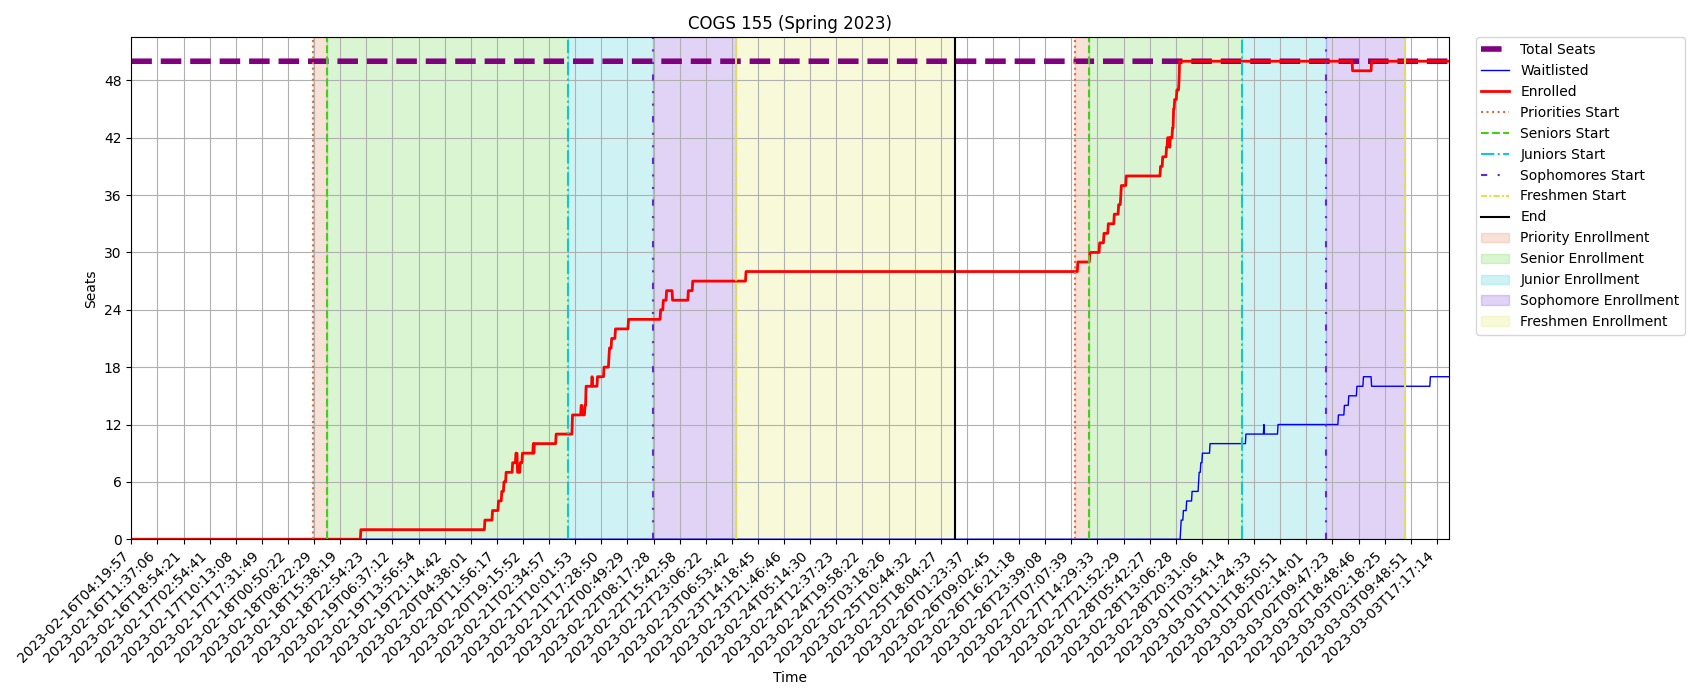 COGS 155 (Spring 2023)
Seats
48
42
36
30
24
18
12
6
0
2023-02-16T04:19:57
2023-02-16T11:37:06
2023-02-16T18:54:21
2023-02-17T02:54:41
2023-02-17T10:13:08
2023-02-17T17:31:49
2023-02-18T00:50:22
2023-02-18T08:22:29
2023-02-18T15:38:19
2023-02-18T22:54:23
2023-02-19T06:37:12
2023-02-19T13:56:54
2023-02-19T21:14:42
2023-02-20T04:38:01
2023-02-20T11:56:17
2023-02-20T19:15:52
2023-02-21T02:34:57
2023-02-21T10:01:53
2023-02-21T17:28:50
2023-02-22T00:49:29
2023-02-22T08:17:28
2023-02-22T15:42:58
2023-02-22T23:06:22
2023-02-23T06:53:42
2023-02-23T14:18:45
2023-02-23T21:46:46
2023-02-24T05:14:30
2023-02-24T12:37:23
2023-02-24T19:58:22
2023-02-25T03:18:26
2023-02-25T10:44:32
2023-02-25T18:04:27
2023-02-26T01:23:37
2023-02-26T09:02:45
2023-02-26T16:21:18
2023-02-26T23:39:08
2023-02-27T07:07:39
2023-02-27T14:29:33
2023-02-27T21:52:29
2023-02-28T05:42:27
2023-02-28T13:06:28
2023-02-28T20:31:06
2023-03-01T03:54:14
2023-03-01T11:24:33
2023-03-01T18:50:51
2023-03-02T02:14:01
2023-03-02T09:47:23
2023-03-02T18:48:46
2023-03-03T02:18:25
2023-03-03T09:48:51
2023-03-03T17:17:14
Time
Total Seats
Waitlisted
Enrolled
Priorities Start
Seniors Start
Juniors Start
Sophomores Start
Freshmen Start
End
Priority Enrollment
Senior Enrollment
Junior Enrollment
Sophomore Enrollment
Freshmen Enrollment